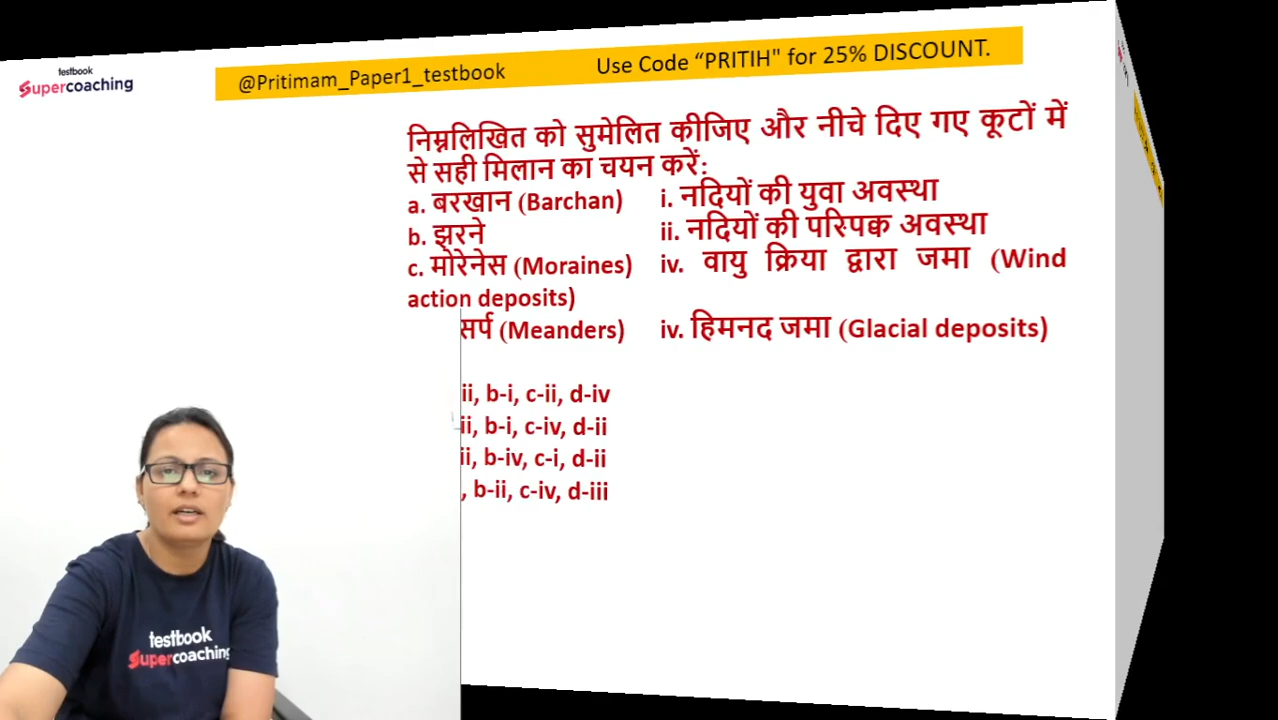 testbook
Supercoaching
@Pritimam_Paper1_testbook Use Code “PRITIH" for 25% DISCOUNT.
निम्नलिखित को सुमेलित कीजिए और नीचे दिए गए कूटों में
से सही मिलान का चयन करें:
a. बरखान (Barchan) i. नदियों की युवा अवस्था
b. झरने ii. नदियों की परिपक्व अवस्था
c. मोरेनेस (Moraines) iv. वायु क्रिया द्वारा जमा (Wind
action deposits)
सर्प (Meanders) iv. हिमनद जमा (Glacial deposits)
ii, b-i, c-ii, d-iv
ii, b-i, c-iv, d-ii
ii, b-iv, c-i, d-ii
, b-ii, c-iv, d-iii
testbook
Supercoaching